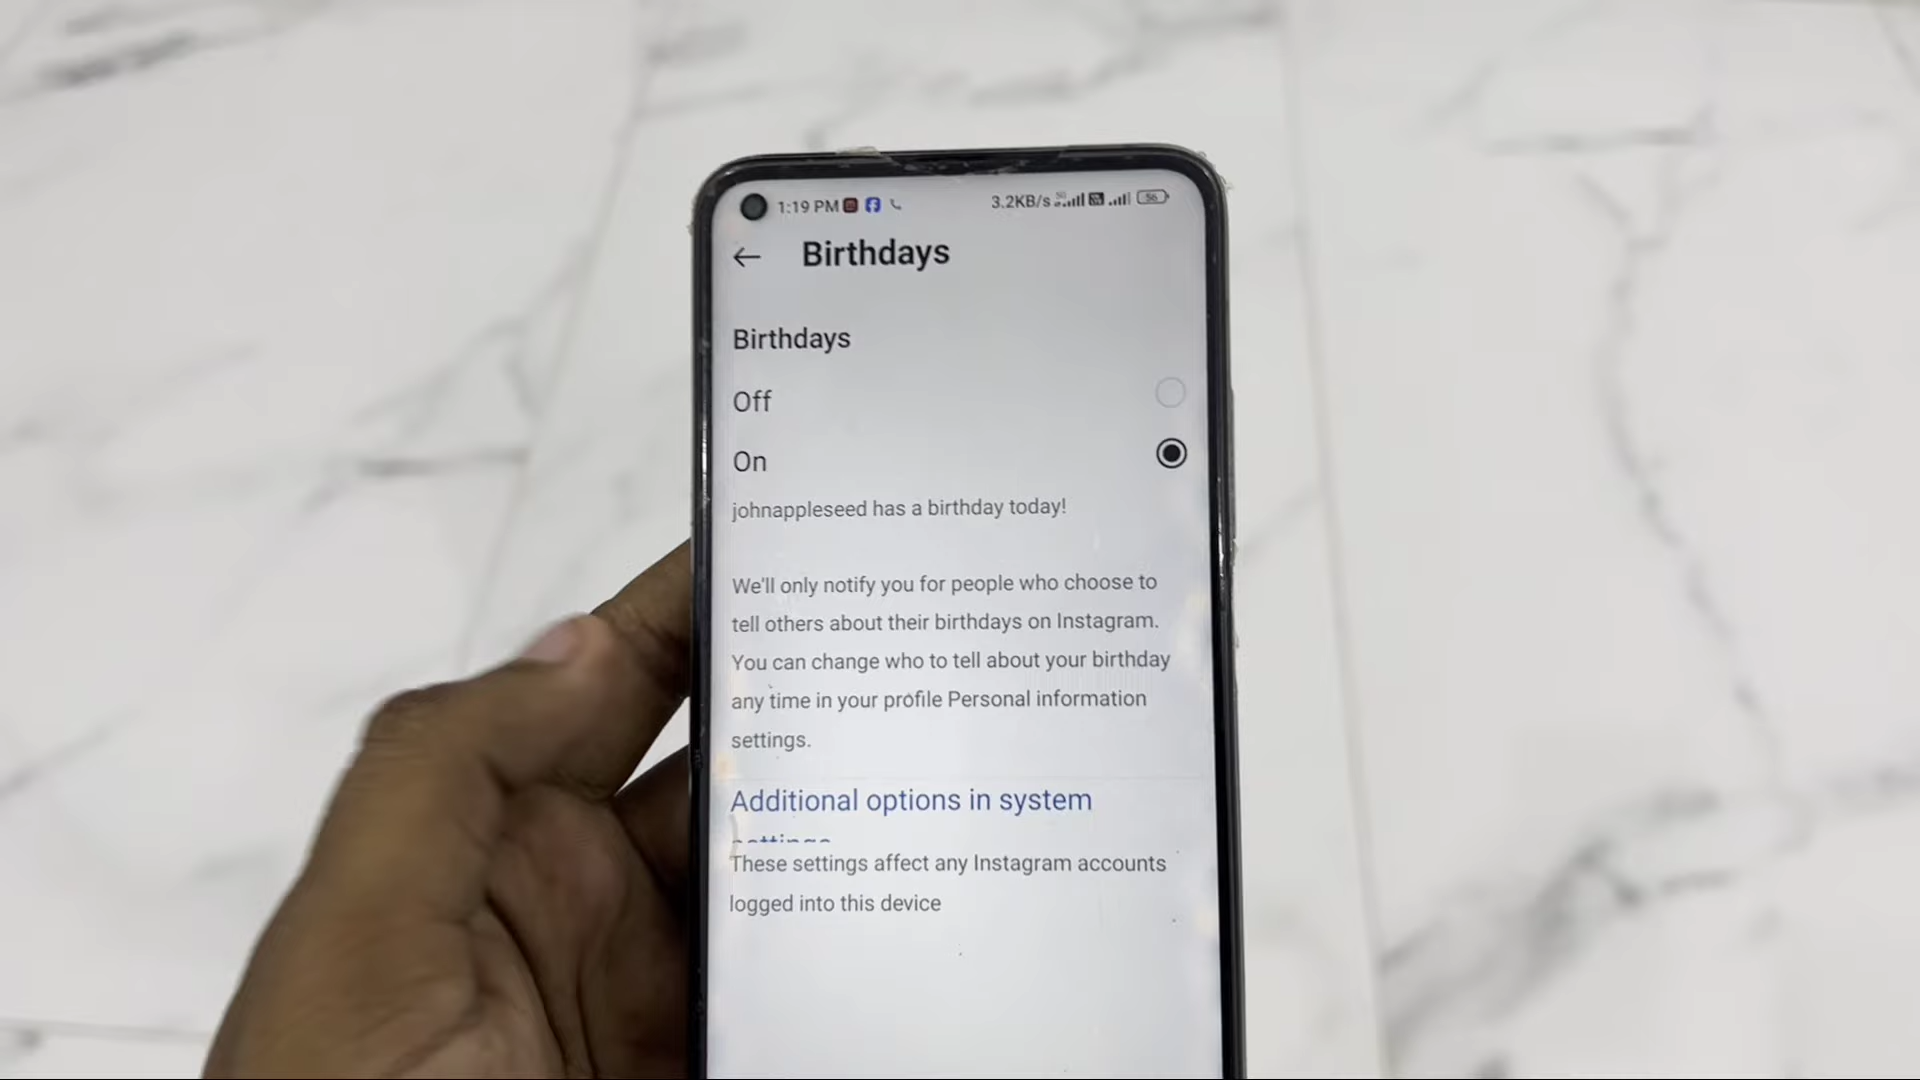 1:19 PM 3.2KB/s 5G 56
Birthdays
Birthdays
Off
On
johnappleseed has a birthday today!
We'll only notify you for people who choose to
tell others about their birthdays on Instagram.
You can change who to tell about your birthday
any time in your profile Personal information
settings.
Additional options in system
settings
These settings affect any Instagram accounts
logged into this device